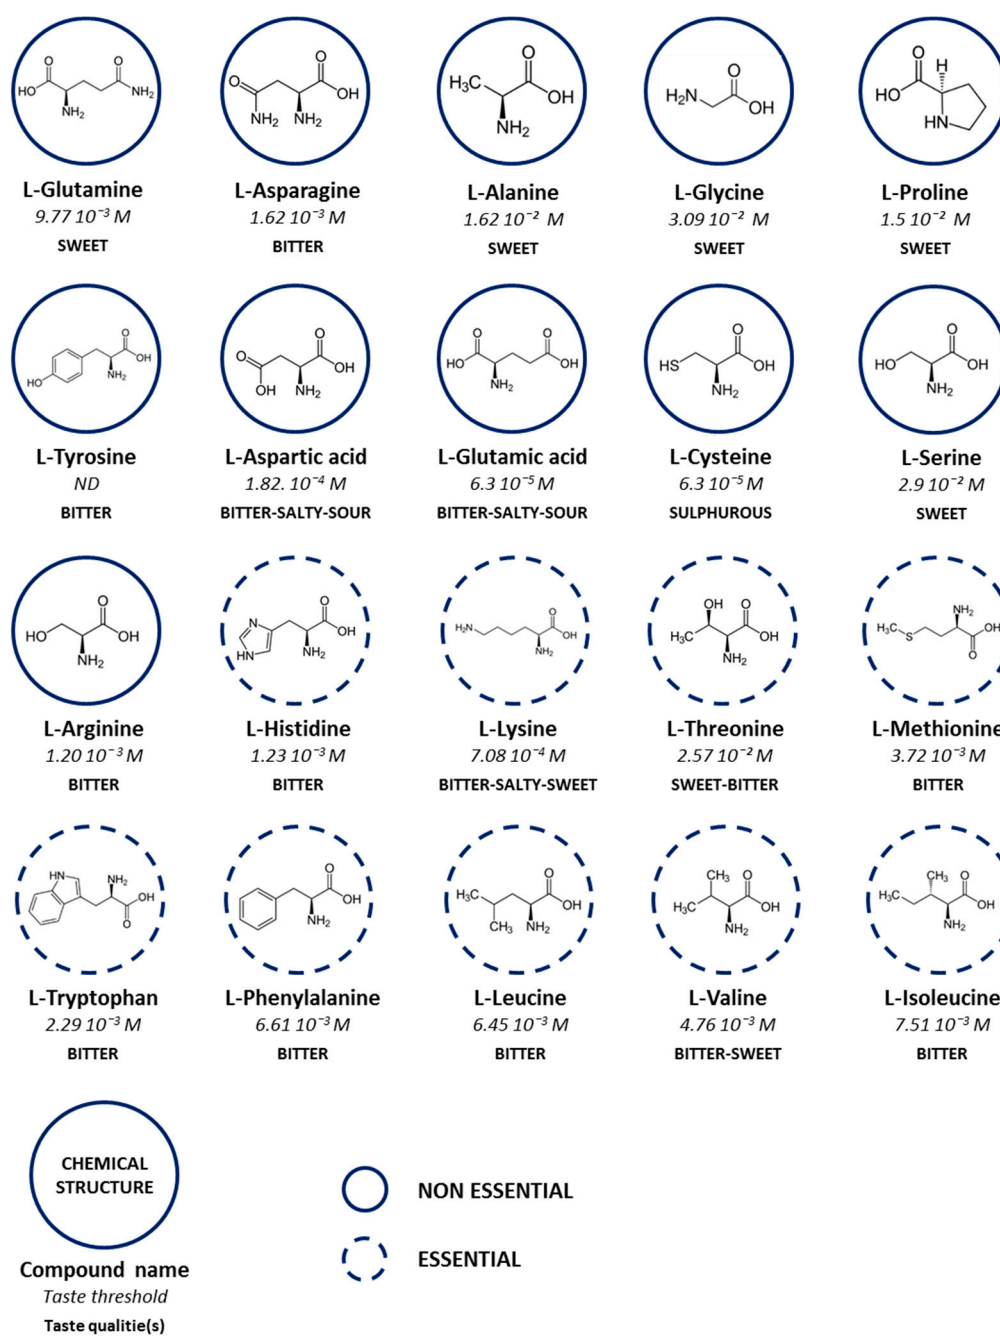 L-Glutamine
9.77 10⁻³ M
SWEET
L-Asparagine
1.62 10⁻³ M
BITTER
L-Alanine
1.62 10⁻² M
SWEET
L-Glycine
3.09 10⁻² M
SWEET
L-Proline
1.5 10⁻² M
SWEET
L-Tyrosine
ND
BITTER
L-Aspartic acid
1.82. 10⁻⁴ M
BITTER-SALTY-SOUR
L-Glutamic acid
6.3 10⁻⁵ M
BITTER-SALTY-SOUR
L-Cysteine
6.3 10⁻⁵ M
SULPHUROUS
L-Serine
2.9 10⁻² M
SWEET
L-Arginine
1.20 10⁻³ M
BITTER
L-Histidine
1.23 10⁻³ M
BITTER
L-Lysine
7.08 10⁻⁴ M
BITTER-SALTY-SWEET
L-Threonine
2.57 10⁻² M
SWEET-BITTER
L-Methionine
3.72 10⁻³ M
BITTER
L-Tryptophan
2.29 10⁻³ M
BITTER
L-Phenylalanine
6.61 10⁻³ M
BITTER
L-Leucine
6.45 10⁻³ M
BITTER
L-Valine
4.76 10⁻³ M
BITTER-SWEET
L-Isoleucine
7.51 10⁻³ M
BITTER
CHEMICAL
STRUCTURE
Compound name
Taste threshold
Taste qualitie(s)
NON ESSENTIAL
ESSENTIAL